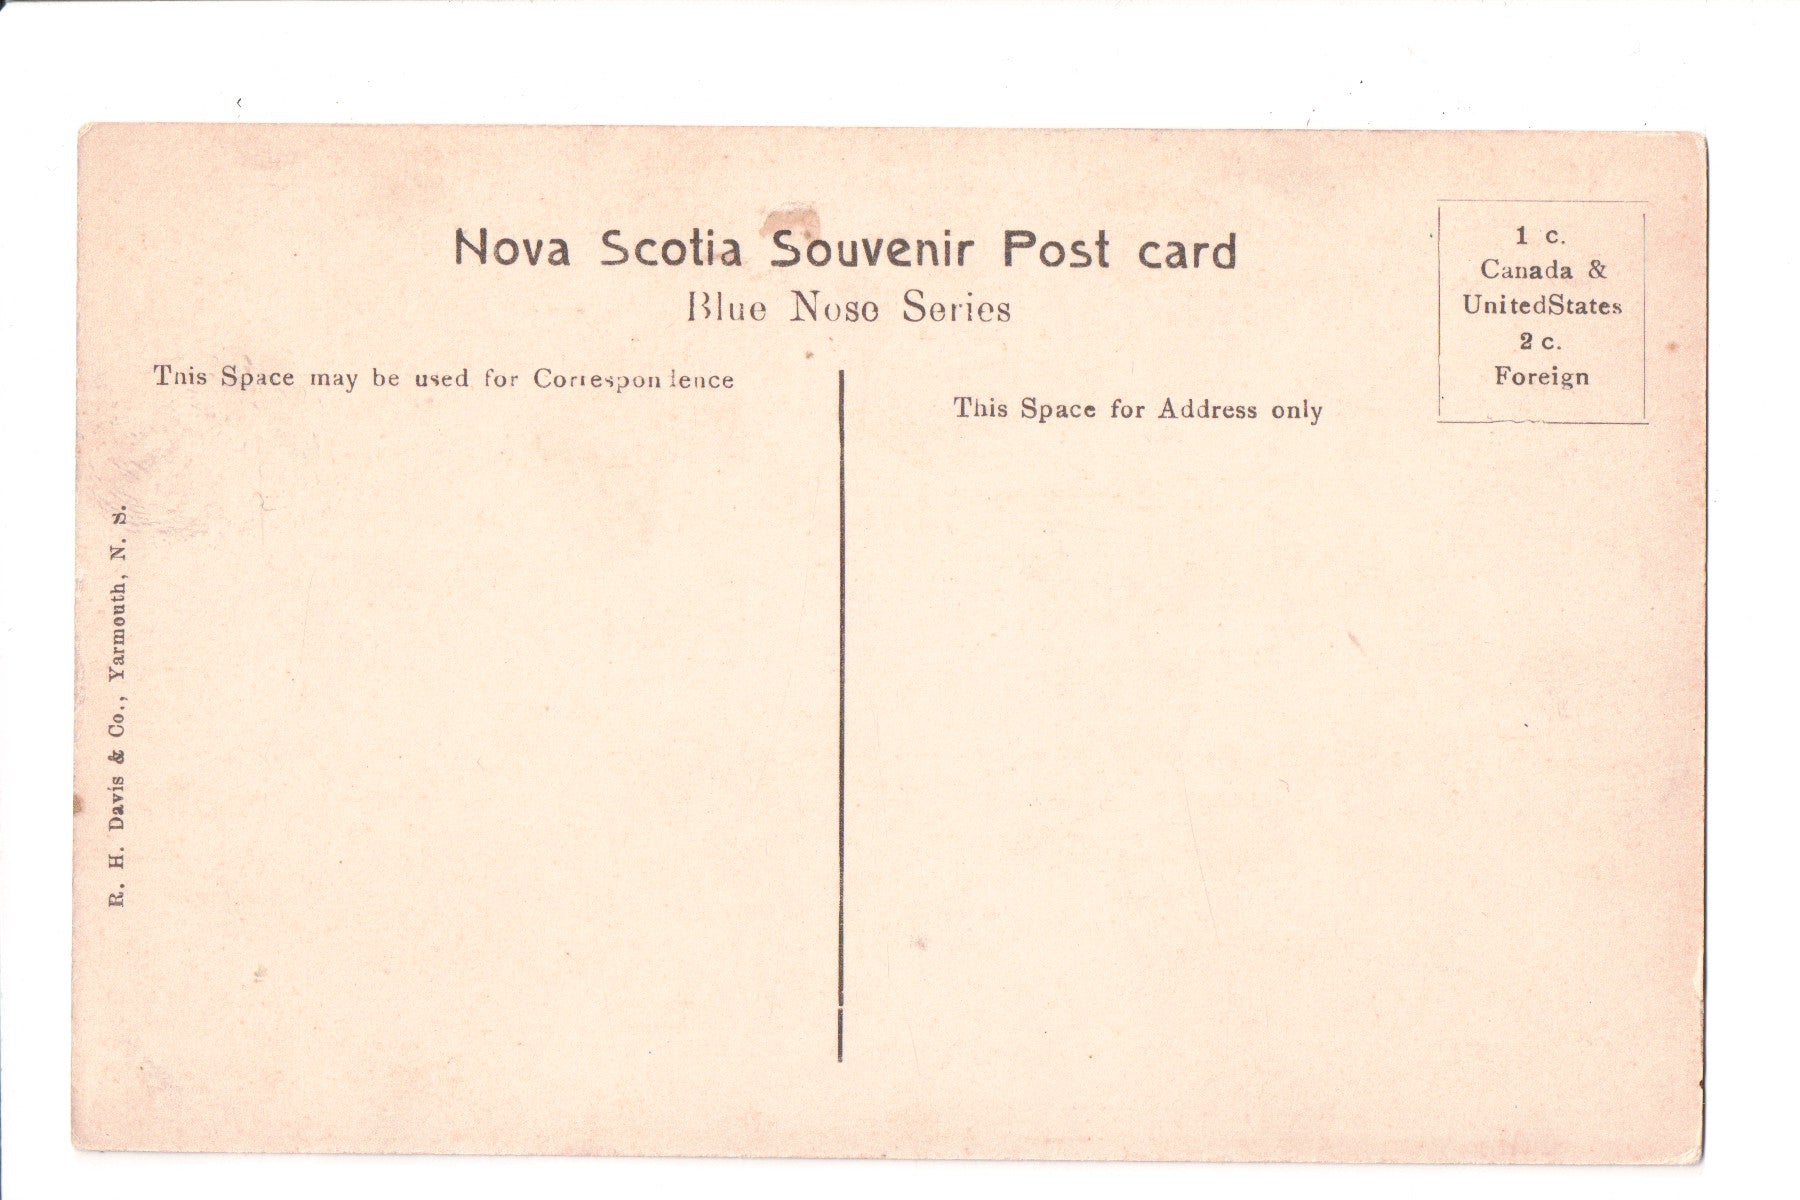 Nova Scotia Souvenir Post card
Blue Nose Series
1 c.
Canada &
UnitedStates
2 c.
Foreign
This Space may be used for Correspondence
This Space for Address only
R. H. Davis & Co., Yarmouth, N. S.